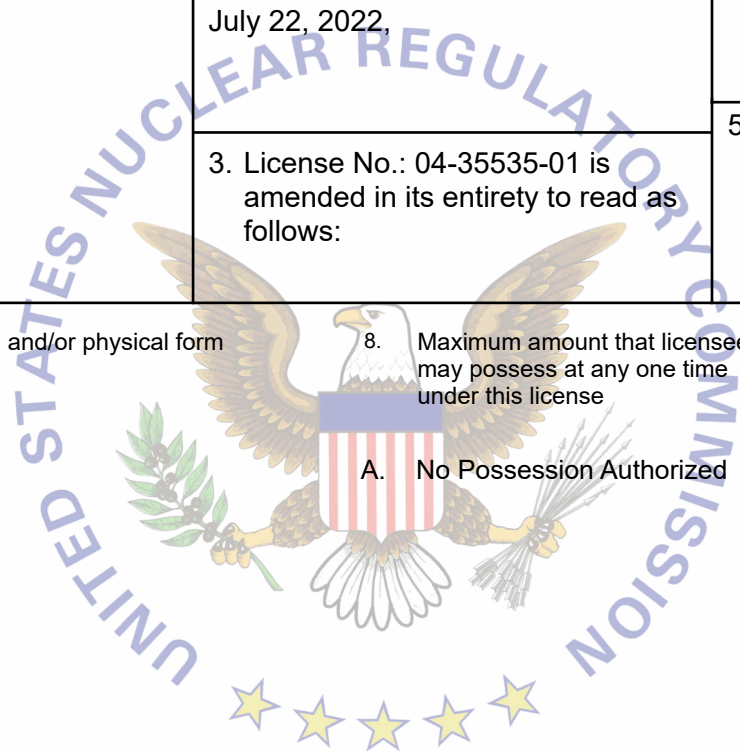 July 22, 2022,
5
3. License No.: 04-35535-01 is
amended in its entirety to read as
follows:
and/or physical form
8. Maximum amount that licensee
may possess at any one time
under this license
A. No Possession Authorized
UNITED STATES NUCLEAR REGULATORY COMMISSION